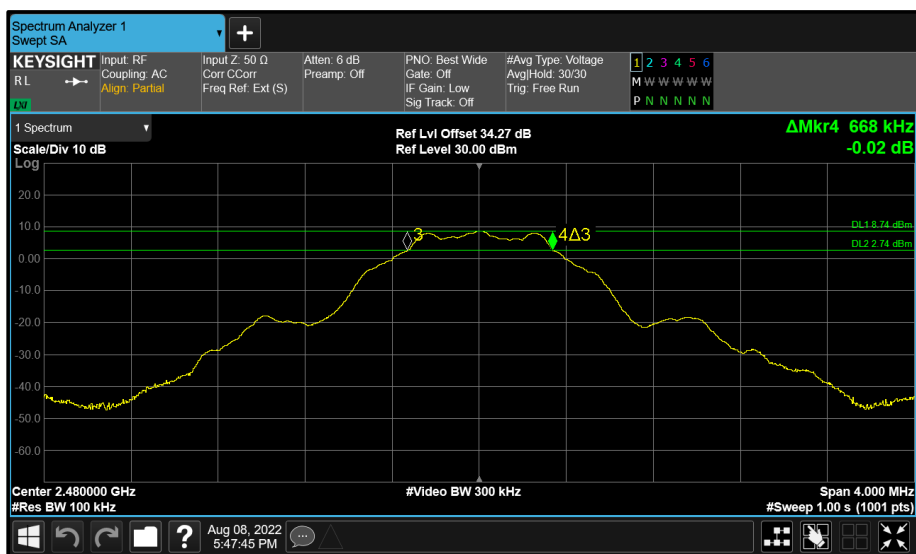 Spectrum Analyzer 1
Swept SA
+
KEYSIGHT
RL
LXI
Input: RF
Coupling: AC
Align: Partial
Input Z: 50 Ω
Corr CCorr
Freq Ref: Ext (S)
Atten: 6 dB
Preamp: Off
PNO: Best Wide
Gate: Off
IF Gain: Low
Sig Track: Off
#Avg Type: Voltage
Avg|Hold: 30/30
Trig: Free Run
1 2 3 4 5 6
M W W W W W
P N N N N N
1 Spectrum
Scale/Div 10 dB
Log
Ref Lvl Offset 34.27 dB
Ref Level 30.00 dBm
ΔMkr4 668 kHz
-0.02 dB
20.0
10.0
0.00
-10.0
-20.0
-30.0
-40.0
-50.0
-60.0
3
4Δ3
DL1 8.74 dBm
DL2 2.74 dBm
Center 2.480000 GHz
#Res BW 100 kHz
#Video BW 300 kHz
Span 4.000 MHz
#Sweep 1.00 s (1001 pts)
?
Aug 08, 2022
5:47:45 PM